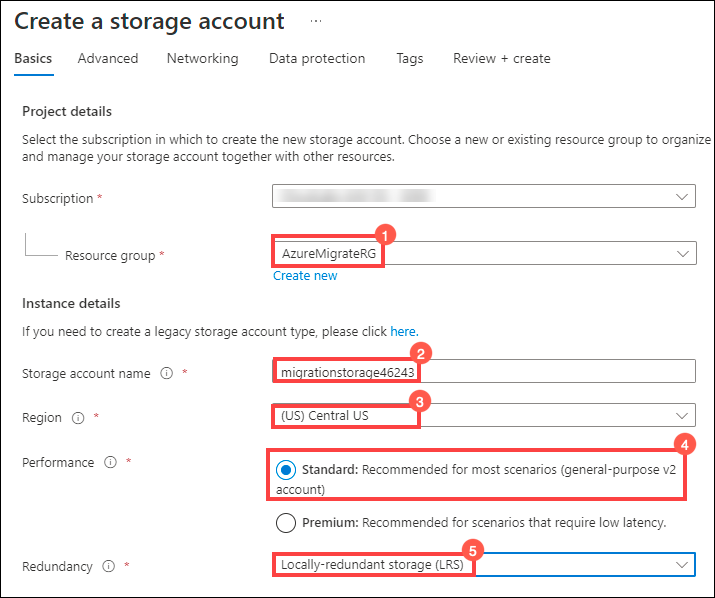 Create a storage account ...
Basics Advanced Networking Data protection Tags Review + create
Project details
Select the subscription in which to create the new storage account. Choose a new or existing resource group to organize
and manage your storage account together with other resources.
Subscription *
1
Resource group * AzureMigrateRG
Create new
Instance details
If you need to create a legacy storage account type, please click here.
2
Storage account name * migrationstorage46243
3
Region * (US) Central US
4
Performance * Standard: Recommended for most scenarios (general-purpose v2
account)
Premium: Recommended for scenarios that require low latency.
5
Redundancy * Locally-redundant storage (LRS)